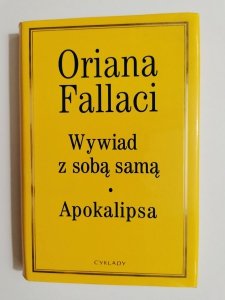 Oriana
Fallaci
Wywiad
z sobą samą
•
Apokalipsa
CYKLADY